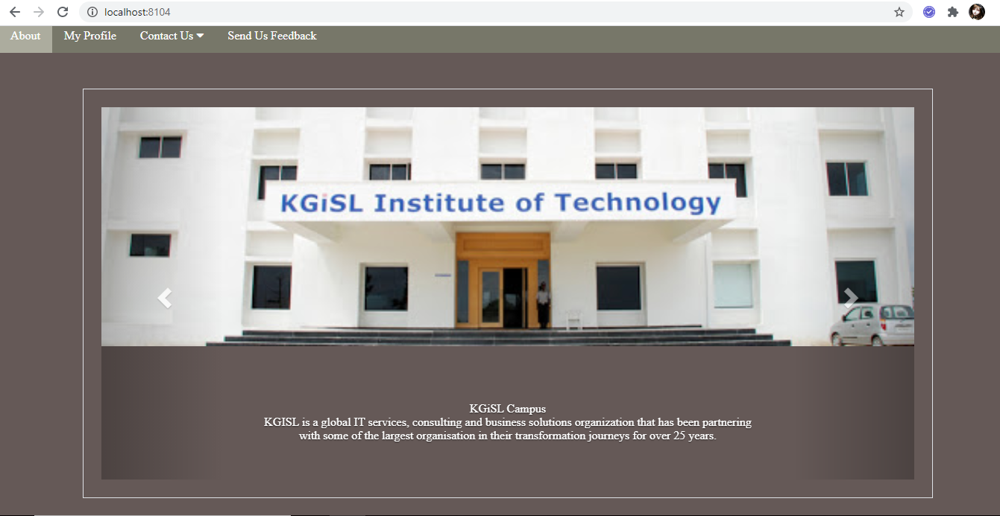 localhost:8104
About My Profile Contact Us Send Us Feedback
KGiSL Institute of Technology
KGiSL Campus
KGISL is a global IT services, consulting and business solutions organization that has been partnering
with some of the largest organisation in their transformation journeys for over 25 years.